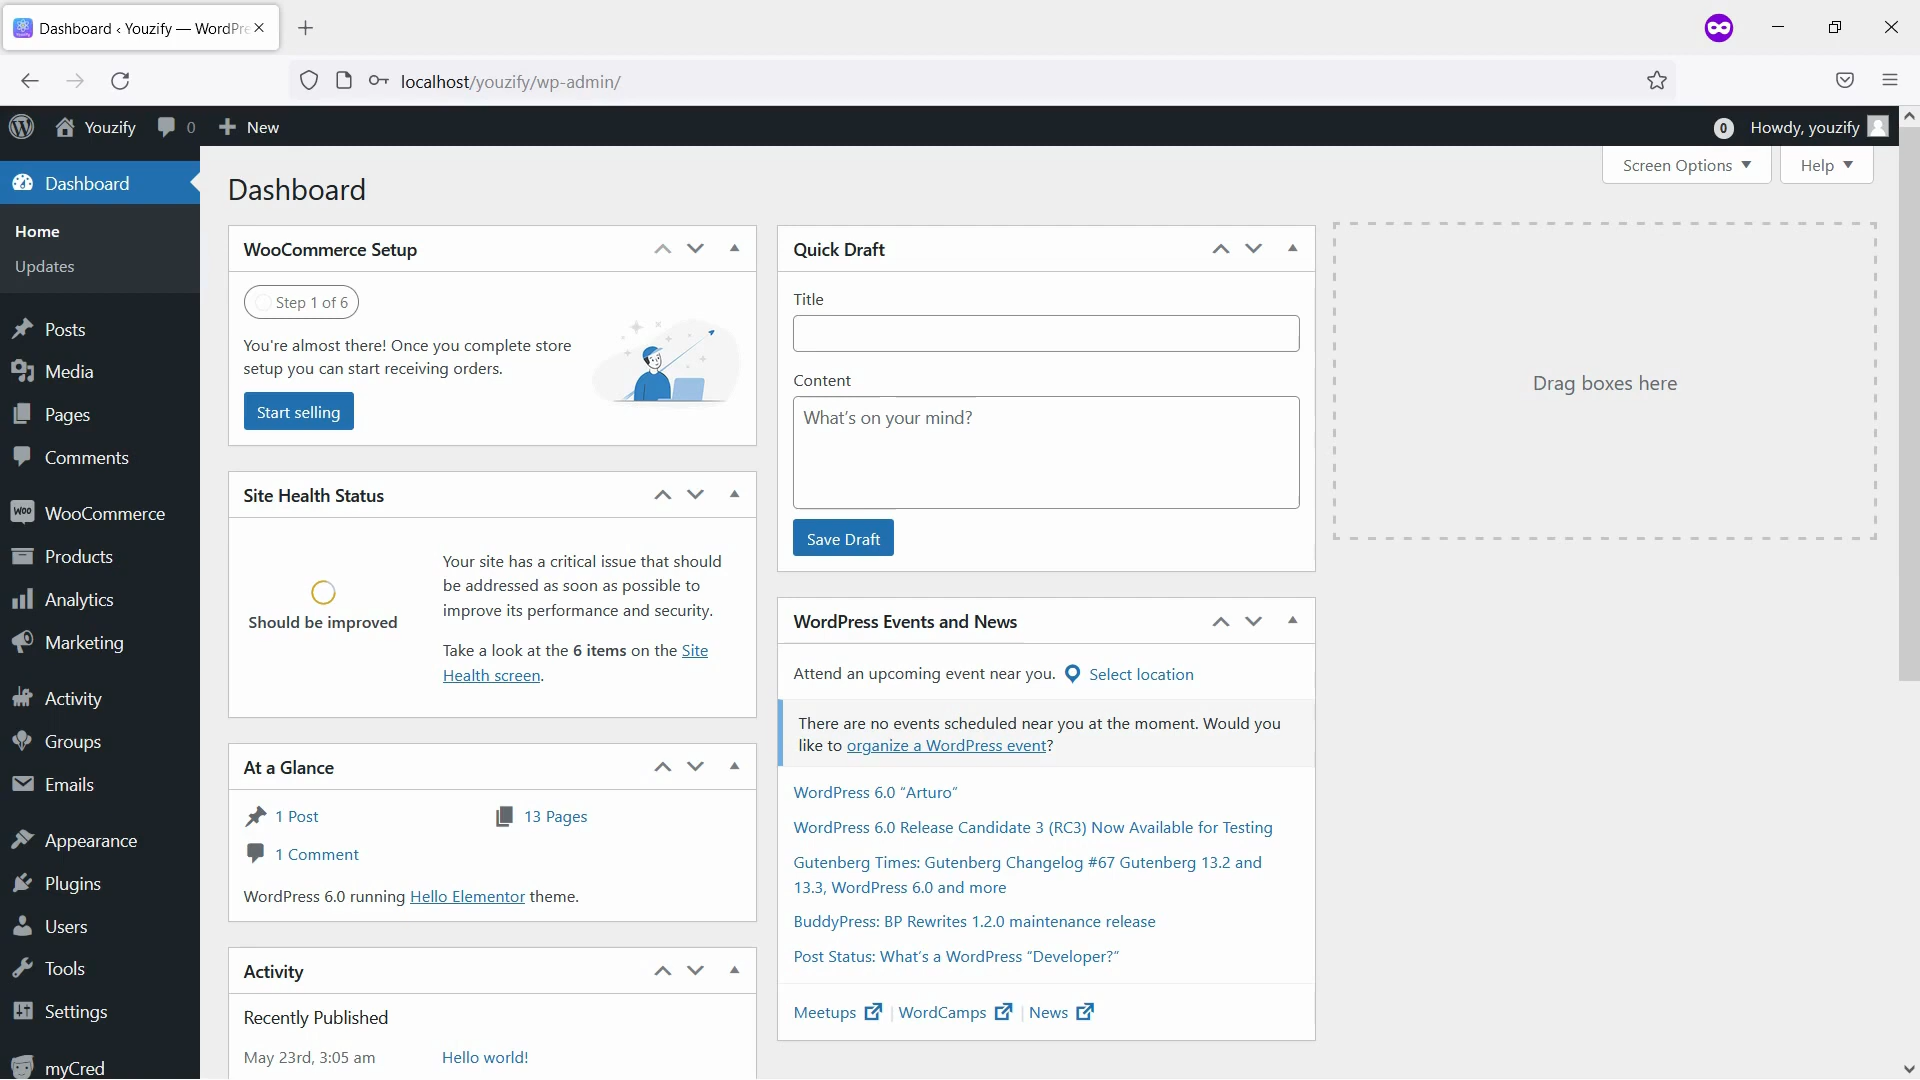 Dashboard ‹ Youzify — WordPre
localhost/youzify/wp-admin/
Youzify
0
New
0
Howdy, youzify
Dashboard
Home
Updates
Posts
Media
Pages
Comments
WooCommerce
Products
Analytics
Marketing
Activity
Groups
Emails
Appearance
Plugins
Users
Tools
Settings
myCred
Dashboard
Screen Options
Help
WooCommerce Setup
Step 1 of 6
You're almost there! Once you complete store
setup you can start receiving orders.
Start selling
Site Health Status
Should be improved
Your site has a critical issue that should
be addressed as soon as possible to
improve its performance and security.
Take a look at the 6 items on the Site
Health screen.
At a Glance
1 Post
13 Pages
1 Comment
WordPress 6.0 running Hello Elementor theme.
Activity
Recently Published
May 23rd, 3:05 am
Hello world!
Quick Draft
Title
Content
What's on your mind?
Save Draft
WordPress Events and News
Attend an upcoming event near you.
Select location
There are no events scheduled near you at the moment. Would you
like to organize a WordPress event?
WordPress 6.0 “Arturo”
WordPress 6.0 Release Candidate 3 (RC3) Now Available for Testing
Gutenberg Times: Gutenberg Changelog #67 Gutenberg 13.2 and
13.3, WordPress 6.0 and more
BuddyPress: BP Rewrites 1.2.0 maintenance release
Post Status: What's a WordPress “Developer?”
Meetups | WordCamps | News
Drag boxes here